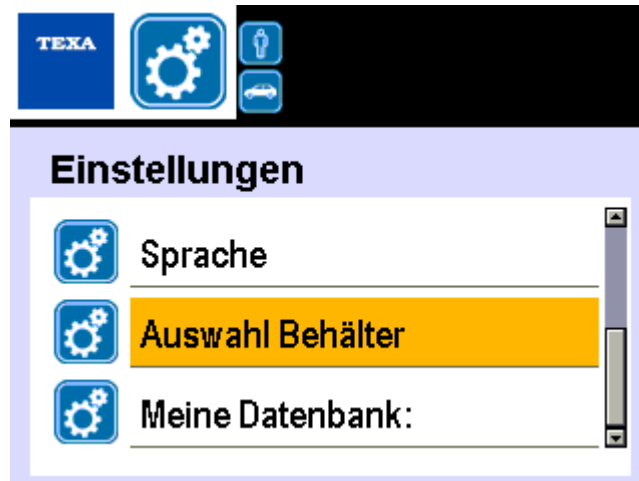 TEXA
Einstellungen
Sprache
Auswahl Behälter
Meine Datenbank: